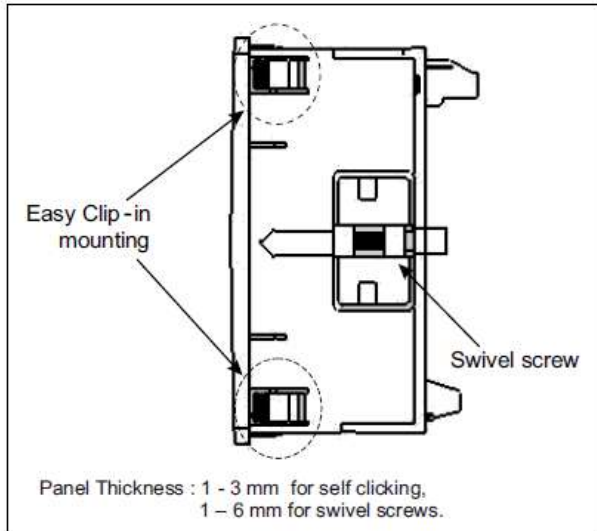 Easy Clip-in
mounting
Swivel screw
Panel Thickness : 1 - 3 mm for self clicking,
1 – 6 mm for swivel screws.